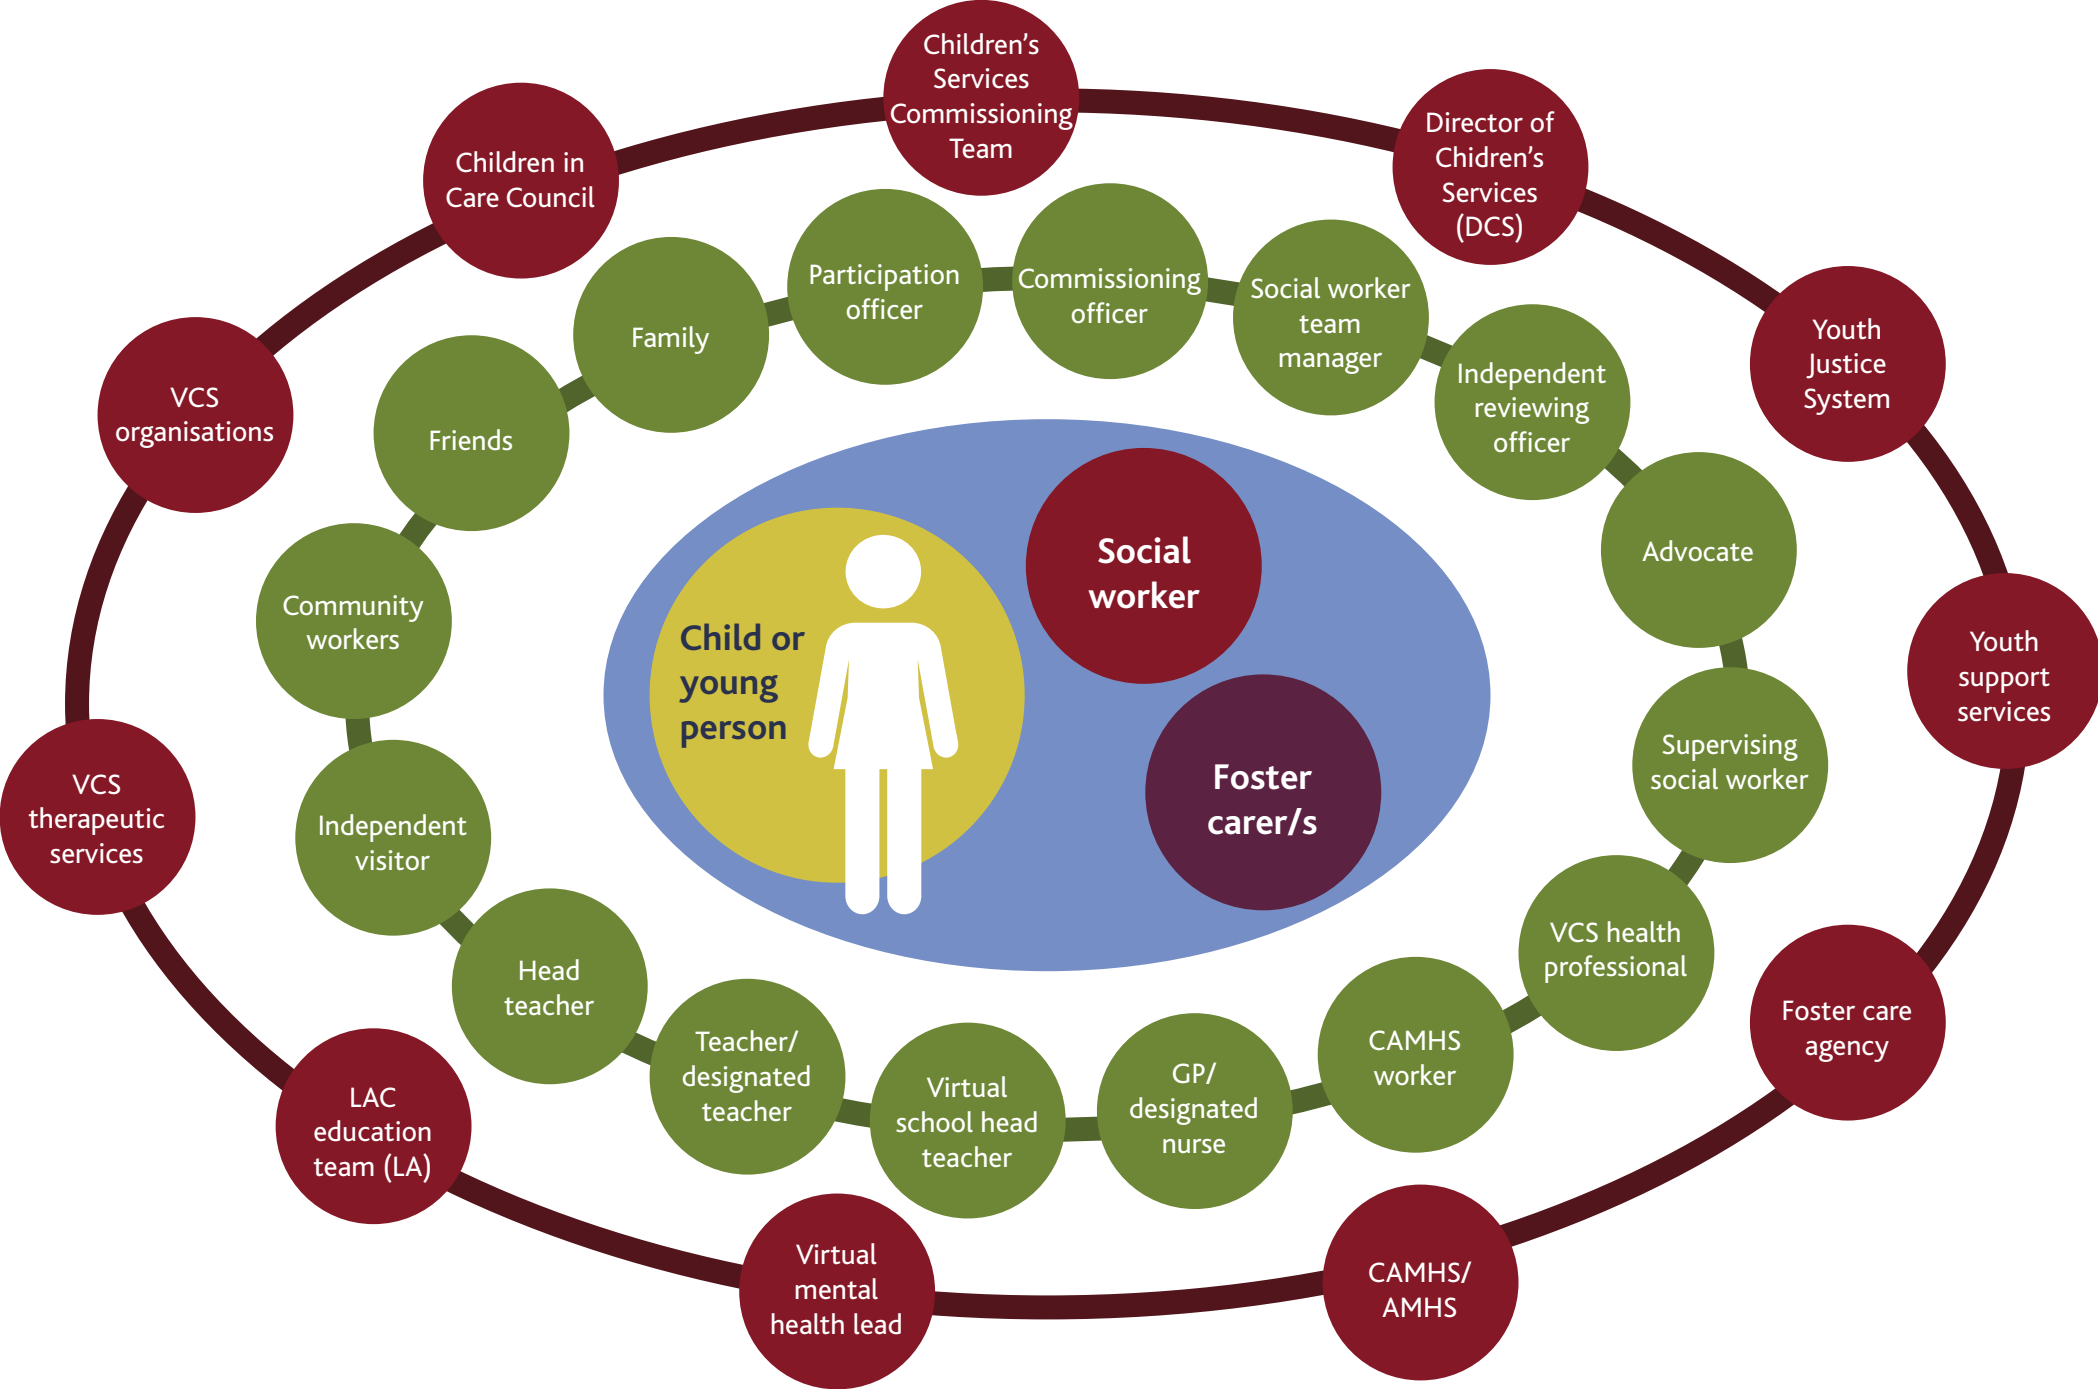 Children's
Services
Commissioning
Team
Director of
Chidren's
Services
(DCS)
Youth
Justice
System
Youth
support
services
Foster care
agency
CAMHS/
AMHS
Virtual
mental
health lead
LAC
education
team (LA)
VCS
therapeutic
services
VCS
organisations
Children in
Care Council
Participation
officer
Commissioning
officer
Social worker
team
manager
Independent
reviewing
officer
Advocate
Supervising
social worker
VCS health
professional
CAMHS
worker
GP/
designated
nurse
Virtual
school head
teacher
Teacher/
designated
teacher
Head
teacher
Independent
visitor
Community
workers
Friends
Family
Child or
young
person
Social
worker
Foster
carer/s